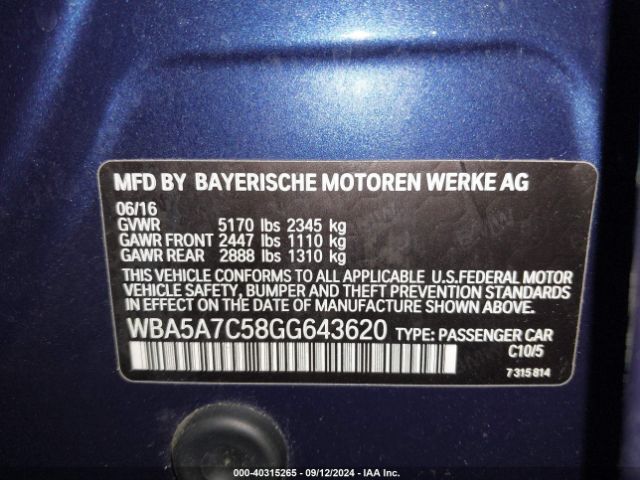 MFD BY BAYERISCHE MOTOREN WERKE AG
06/16
GVWR 5170 lbs 2345 kg
GAWR FRONT 2447 lbs 1110 kg
GAWR REAR 2888 lbs 1310 kg
THIS VEHICLE CONFORMS TO ALL APPLICABLE U.S.FEDERAL MOTOR
VEHICLE SAFETY, BUMPER AND THEFT PREVENTION STANDARDS
IN EFFECT ON THE DATE OF MANUFACTURE SHOWN ABOVE.
WBA5A7C58GG643620 TYPE: PASSENGER CAR
C10/5
7 315 814
000-40315265 - 09/12/2024 - IAA Inc.